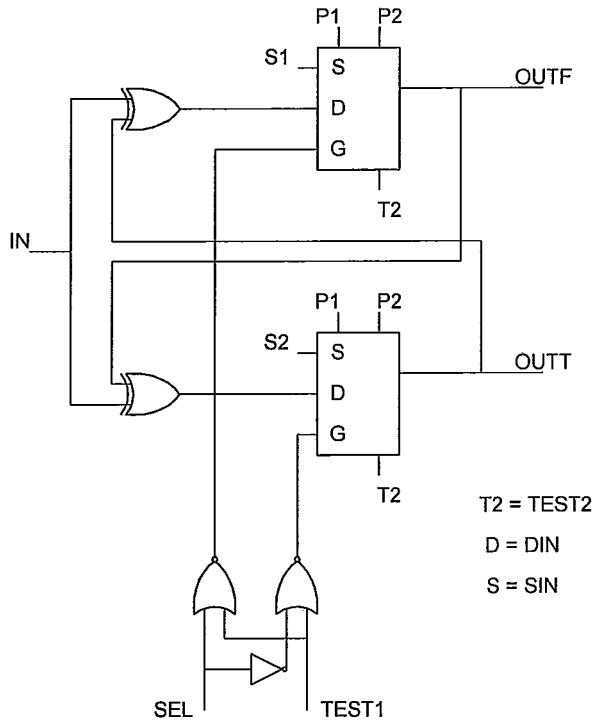 P1 P2
S1 S
OUTF
D
G
T2
IN
P1 P2
S2 S
OUTT
D
G
T2
T2 = TEST2
D = DIN
S = SIN
SEL TEST1